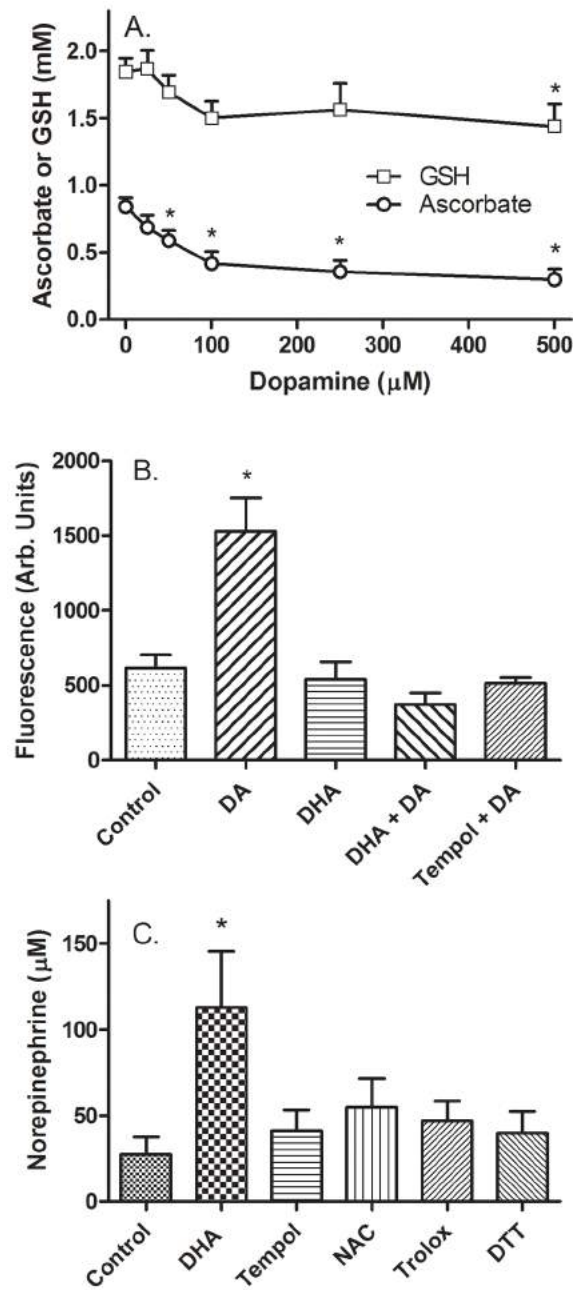 A.
Ascorbate or GSH (mM)
2.0
1.5
1.0
0.5
0.0
*
GSH
Ascorbate
* * * *
0 100 200 300 400 500
Dopamine (μM)
B.
Fluorescence (Arb. Units)
2000
1500
1000
500
0
*
Control DA DHA DHA + DA Tempol + DA
C.
Norepinephrine (μM)
150
100
50
0
*
Control DHA Tempol NAC Trolox DTT